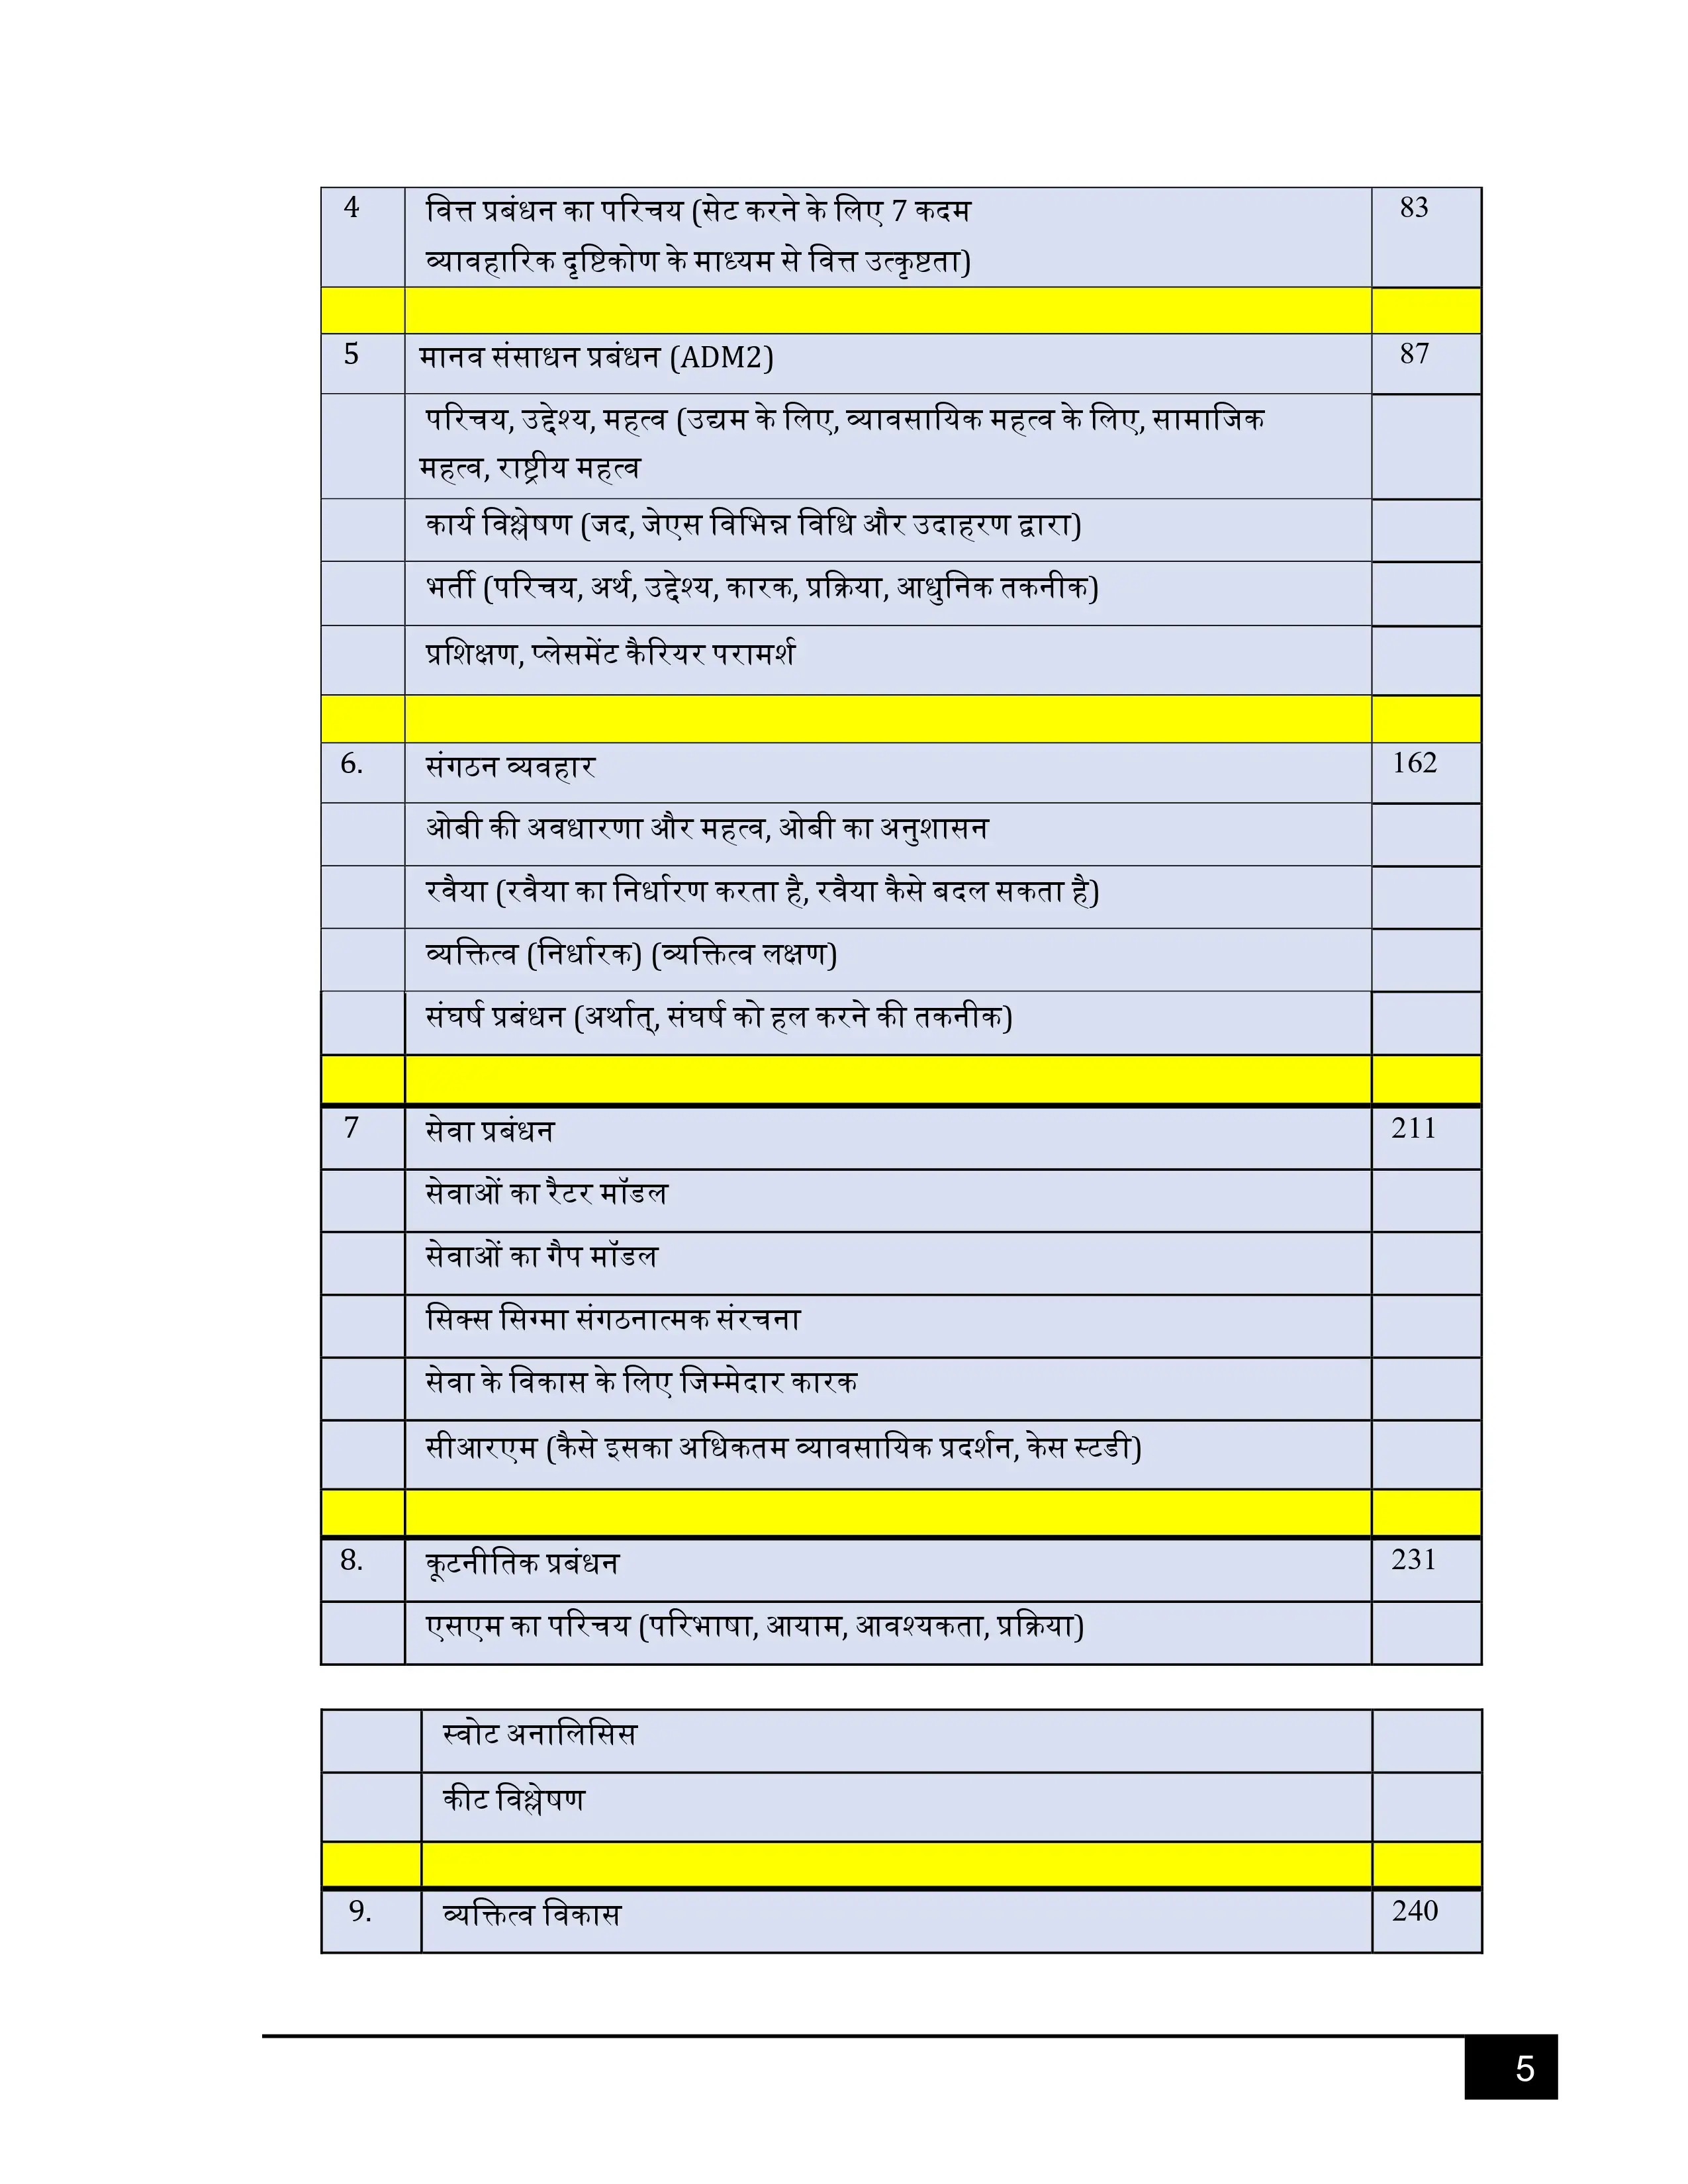 4 वित्त प्रबंधन का परिचय (सेट करने के लिए 7 कदम 83
व्यावहारिक दृष्टिकोण के माध्यम से वित्त उत्कृष्टता)
5 मानव संसाधन प्रबंधन (ADM2) 87
परिचय, उद्देश्य, महत्व (उद्यम के लिए, व्यावसायिक महत्व के लिए, सामाजिक
महत्व, राष्ट्रीय महत्व
कार्य विश्लेषण (जद, जेएस विभिन्न विधि और उदाहरण द्वारा)
भर्ती (परिचय, अर्थ, उद्देश्य, कारक, प्रक्रिया, आधुनिक तकनीक)
प्रशिक्षण, प्लेसमेंट कैरियर परामर्श
6. संगठन व्यवहार 162
ओबी की अवधारणा और महत्व, ओबी का अनुशासन
रवैया (रवैया का निर्धारण करता है, रवैया कैसे बदल सकता है)
व्यक्तित्व (निर्धारक) (व्यक्तित्व लक्षण)
संघर्ष प्रबंधन (अर्थात्, संघर्ष को हल करने की तकनीक)
7 सेवा प्रबंधन 211
सेवाओं का रैटर मॉडल
सेवाओं का गैप मॉडल
सिक्स सिग्मा संगठनात्मक संरचना
सेवा के विकास के लिए जिम्मेदार कारक
सीआरएम (कैसे इसका अधिकतम व्यावसायिक प्रदर्शन, केस स्टडी)
8. कूटनीतिक प्रबंधन 231
एसएम का परिचय (परिभाषा, आयाम, आवश्यकता, प्रक्रिया)
स्वोट अनालिसिस
कीट विश्लेषण
9. व्यक्तित्व विकास 240
5